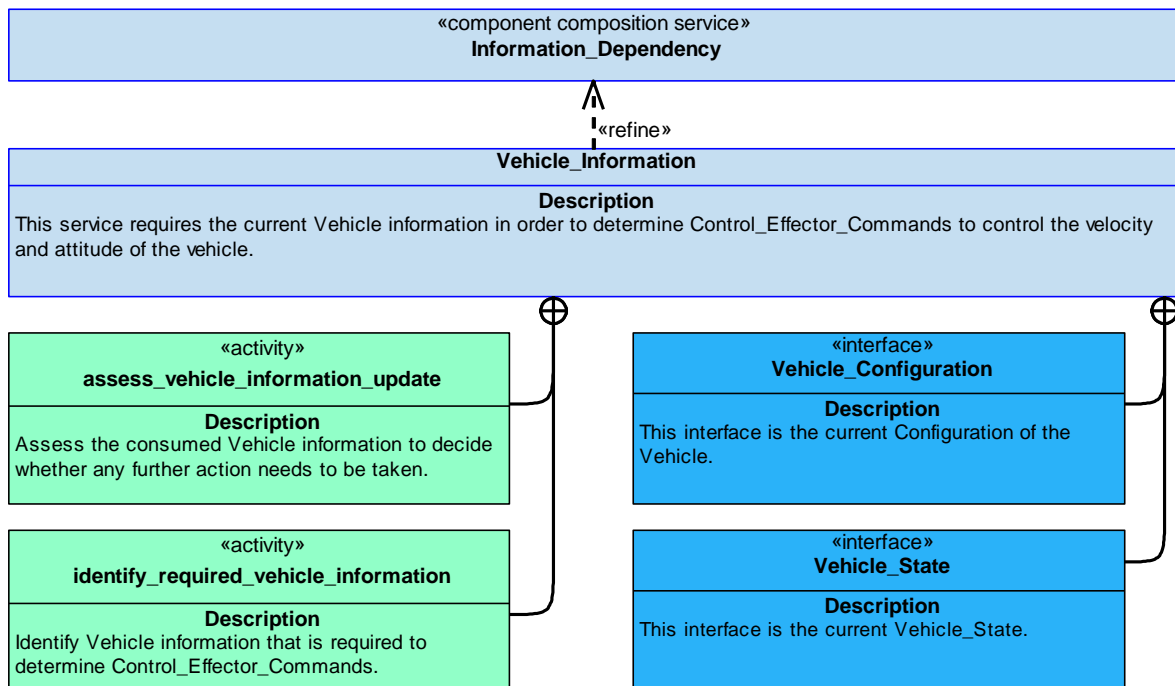 «component composition service»
Information_Dependency
«refine»
Vehicle_Information
Description
This service requires the current Vehicle information in order to determine Control_Effector_Commands to control the velocity
and attitude of the vehicle.
«activity»
assess_vehicle_information_update
Description
Assess the consumed Vehicle information to decide
whether any further action needs to be taken.
«interface»
Vehicle_Configuration
Description
This interface is the current Configuration of the
Vehicle.
«activity»
identify_required_vehicle_information
Description
Identify Vehicle information that is required to
determine Control_Effector_Commands.
«interface»
Vehicle_State
Description
This interface is the current Vehicle_State.